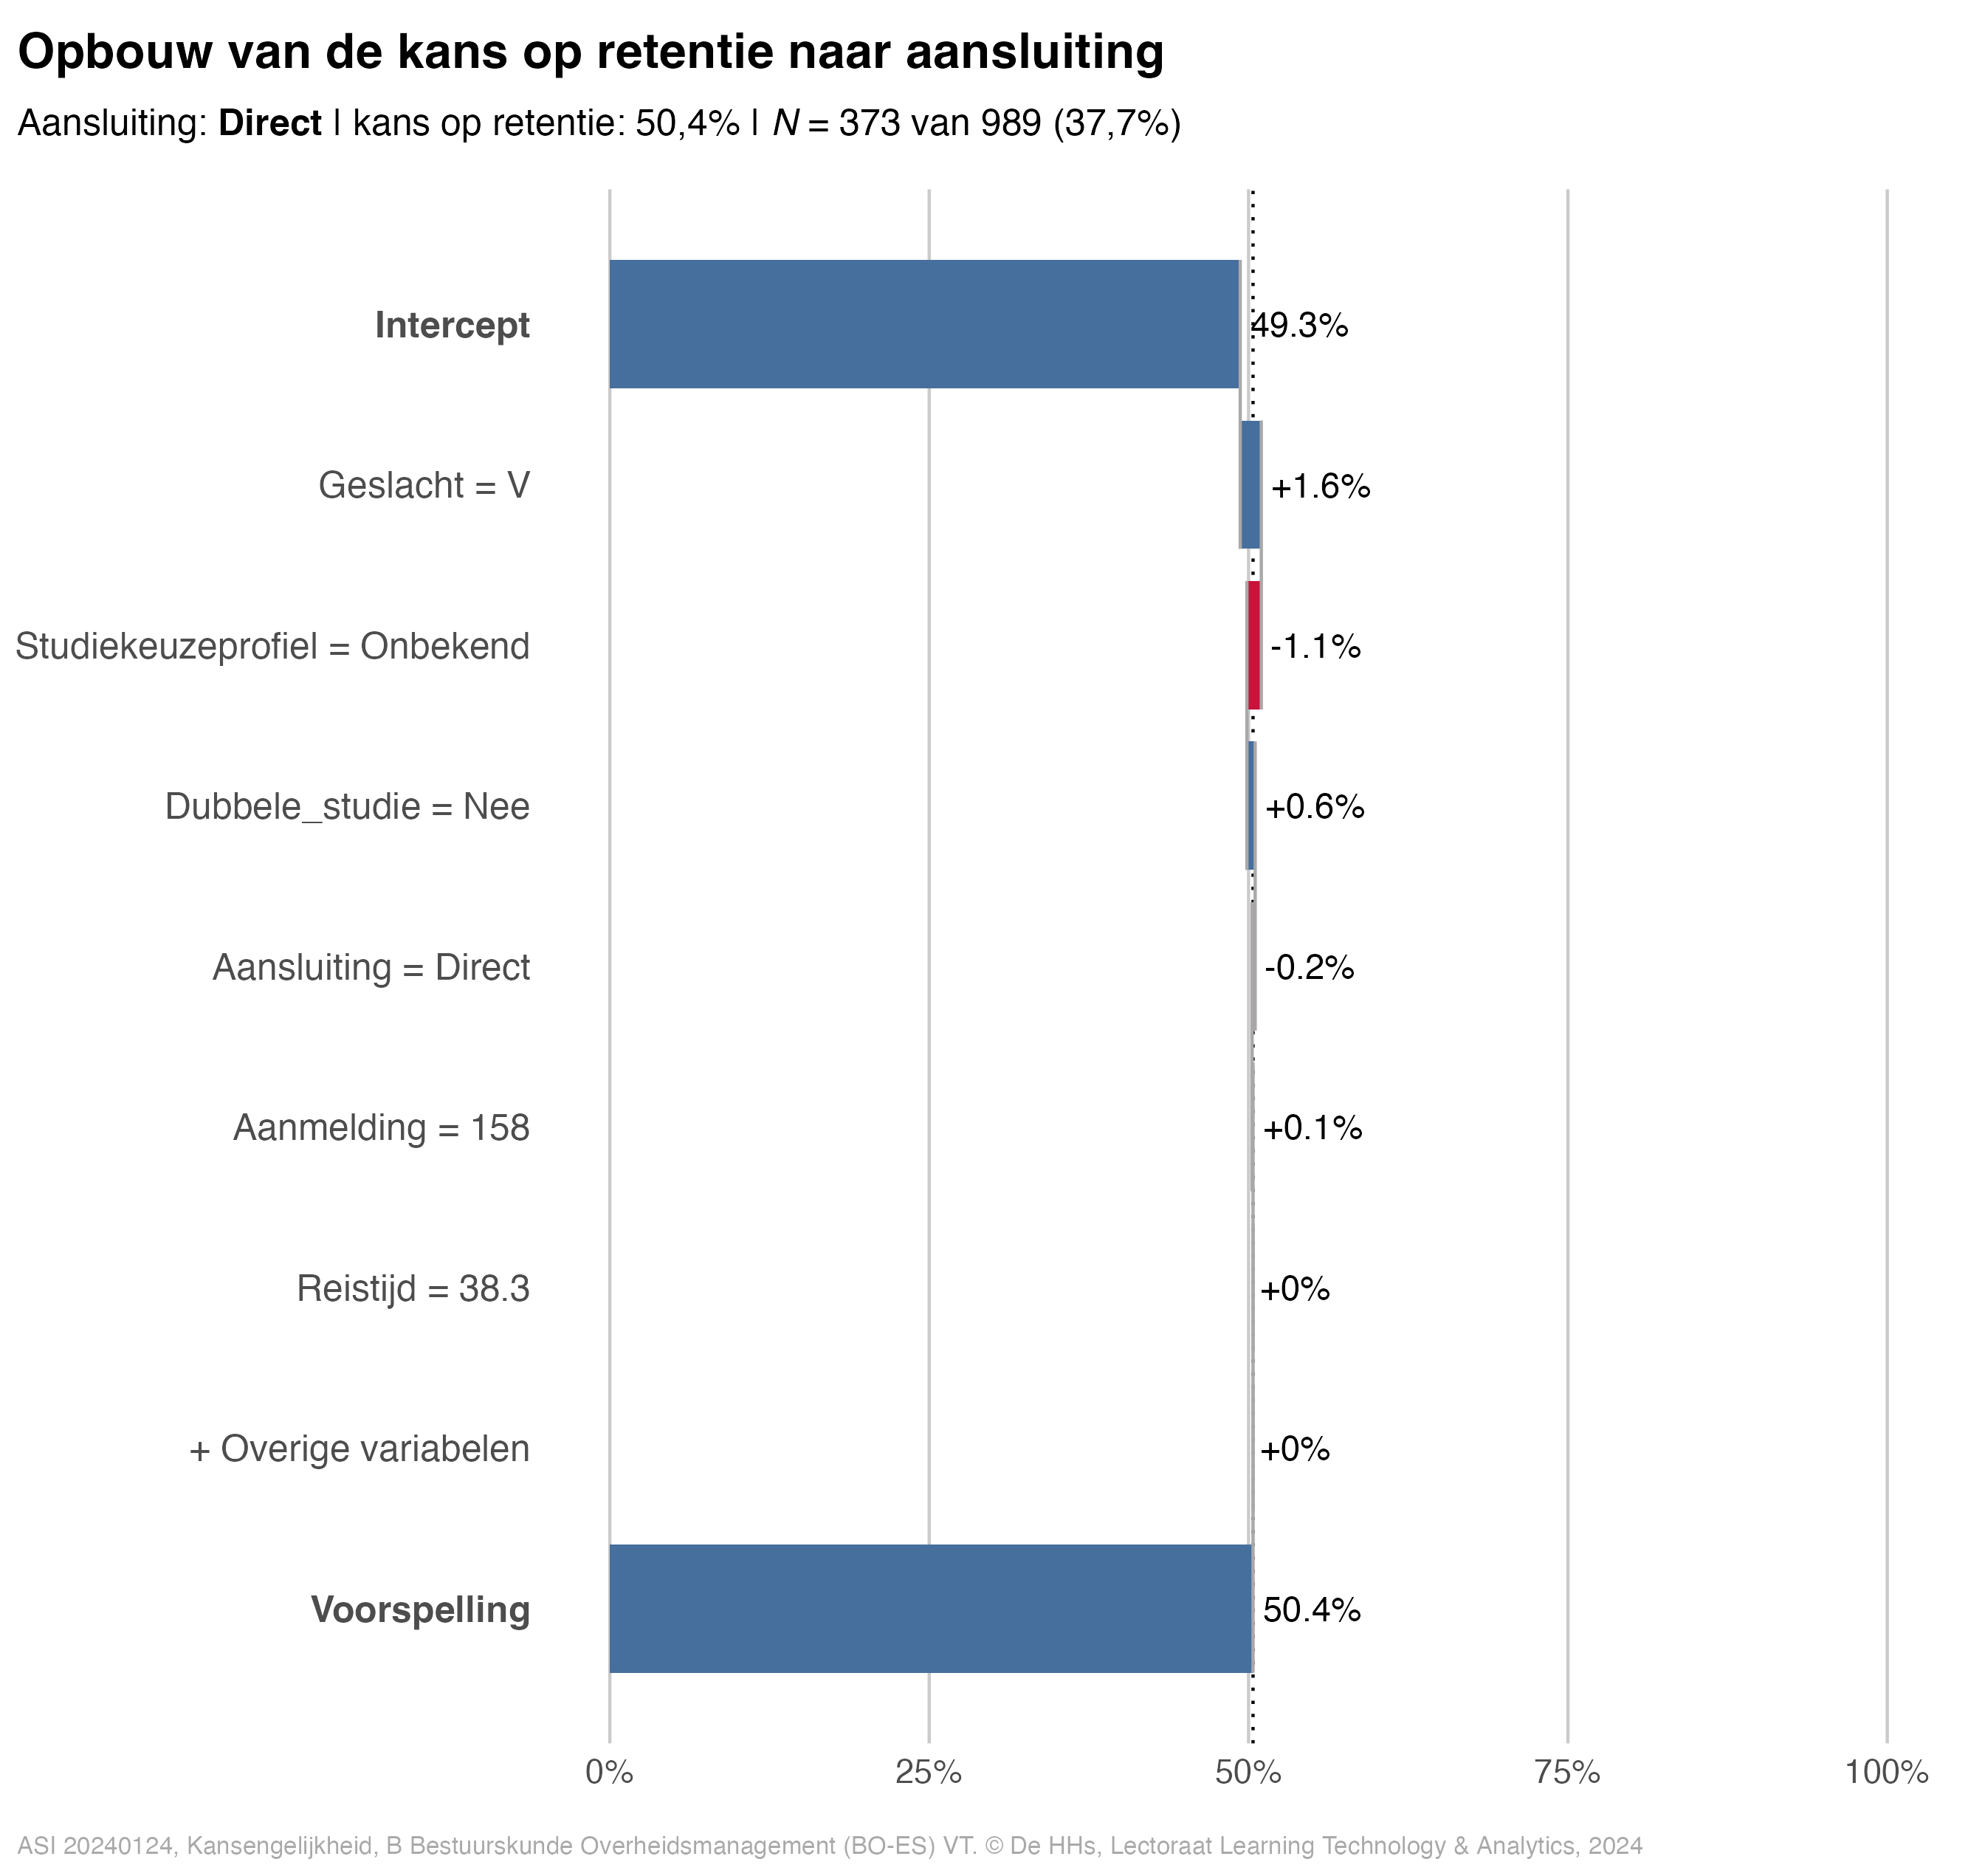 Opbouw van de kans op retentie naar aansluiting
Aansluiting: Direct | kans op retentie: 50,4% | N = 373 van 989 (37,7%)
Intercept 49.3%
Geslacht = V +1.6%
Studiekeuzeprofiel = Onbekend -1.1%
Dubbele_studie = Nee +0.6%
Aansluiting = Direct -0.2%
Aanmelding = 158 +0.1%
Reistijd = 38.3 +0%
+ Overige variabelen +0%
Voorspelling 50.4%
0% 25% 50% 75% 100%
ASI 20240124, Kansengelijkheid, B Bestuurskunde Overheidsmanagement (BO-ES) VT. © De HHs, Lectoraat Learning Technology & Analytics, 2024